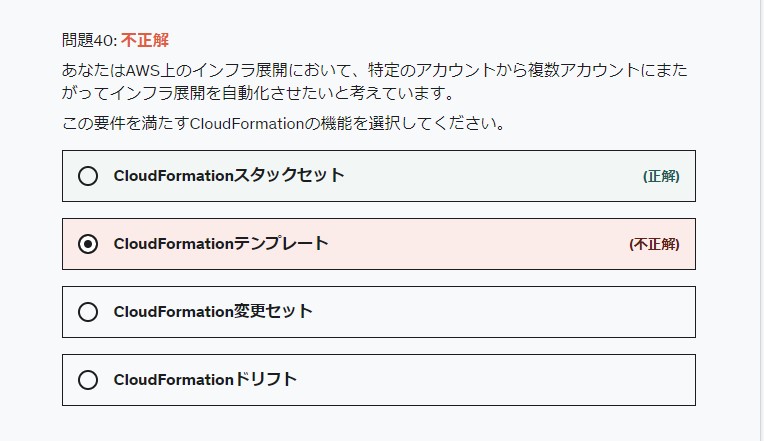 問題40: 不正解
あなたはAWS上のインフラ展開において、特定のアカウントから複数アカウントにまた
がってインフラ展開を自動化させたいと考えています。
この要件を満たすCloudFormationの機能を選択してください。
CloudFormationスタックセット (正解)
CloudFormationテンプレート (不正解)
CloudFormation変更セット
CloudFormationドリフト